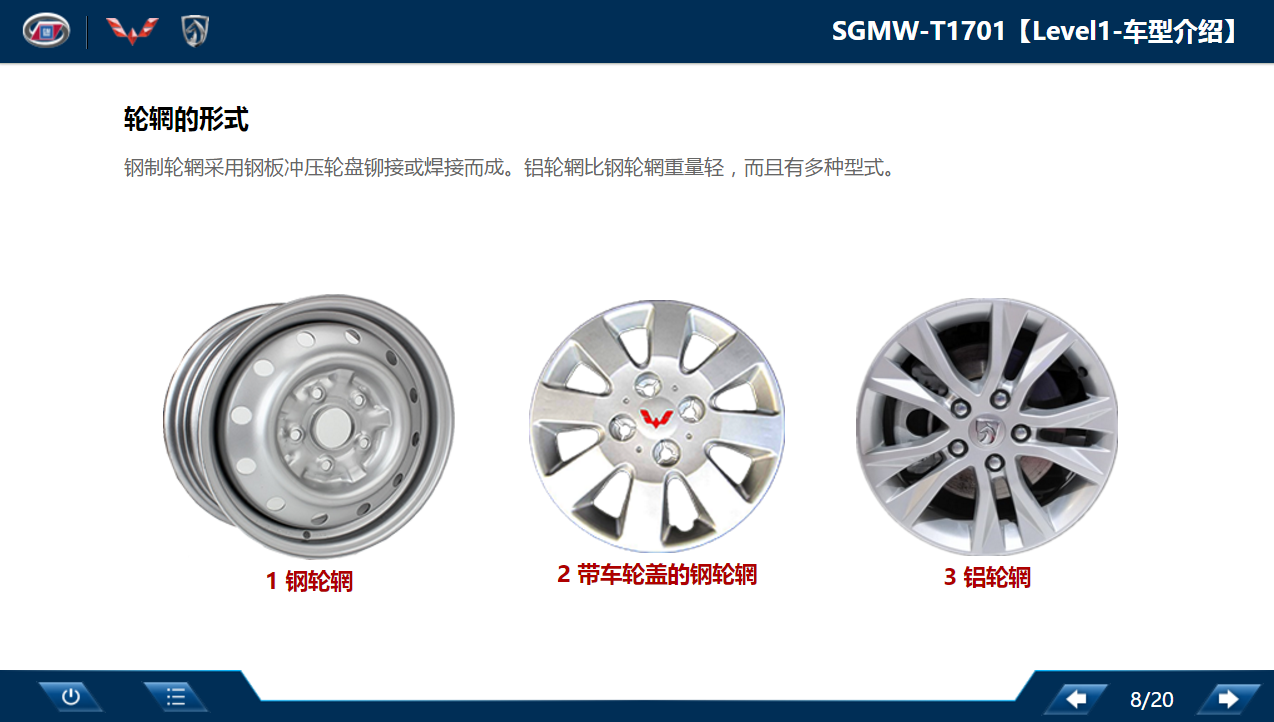 SGMW-T1701【Level1-车型介绍】
轮辋的形式
钢制轮辋采用钢板冲压轮盘铆接或焊接而成。铝轮辋比钢轮辋重量轻，而且有多种型式。
1 钢轮辋
2 带车轮盖的钢轮辋
3 铝轮辋
8/20